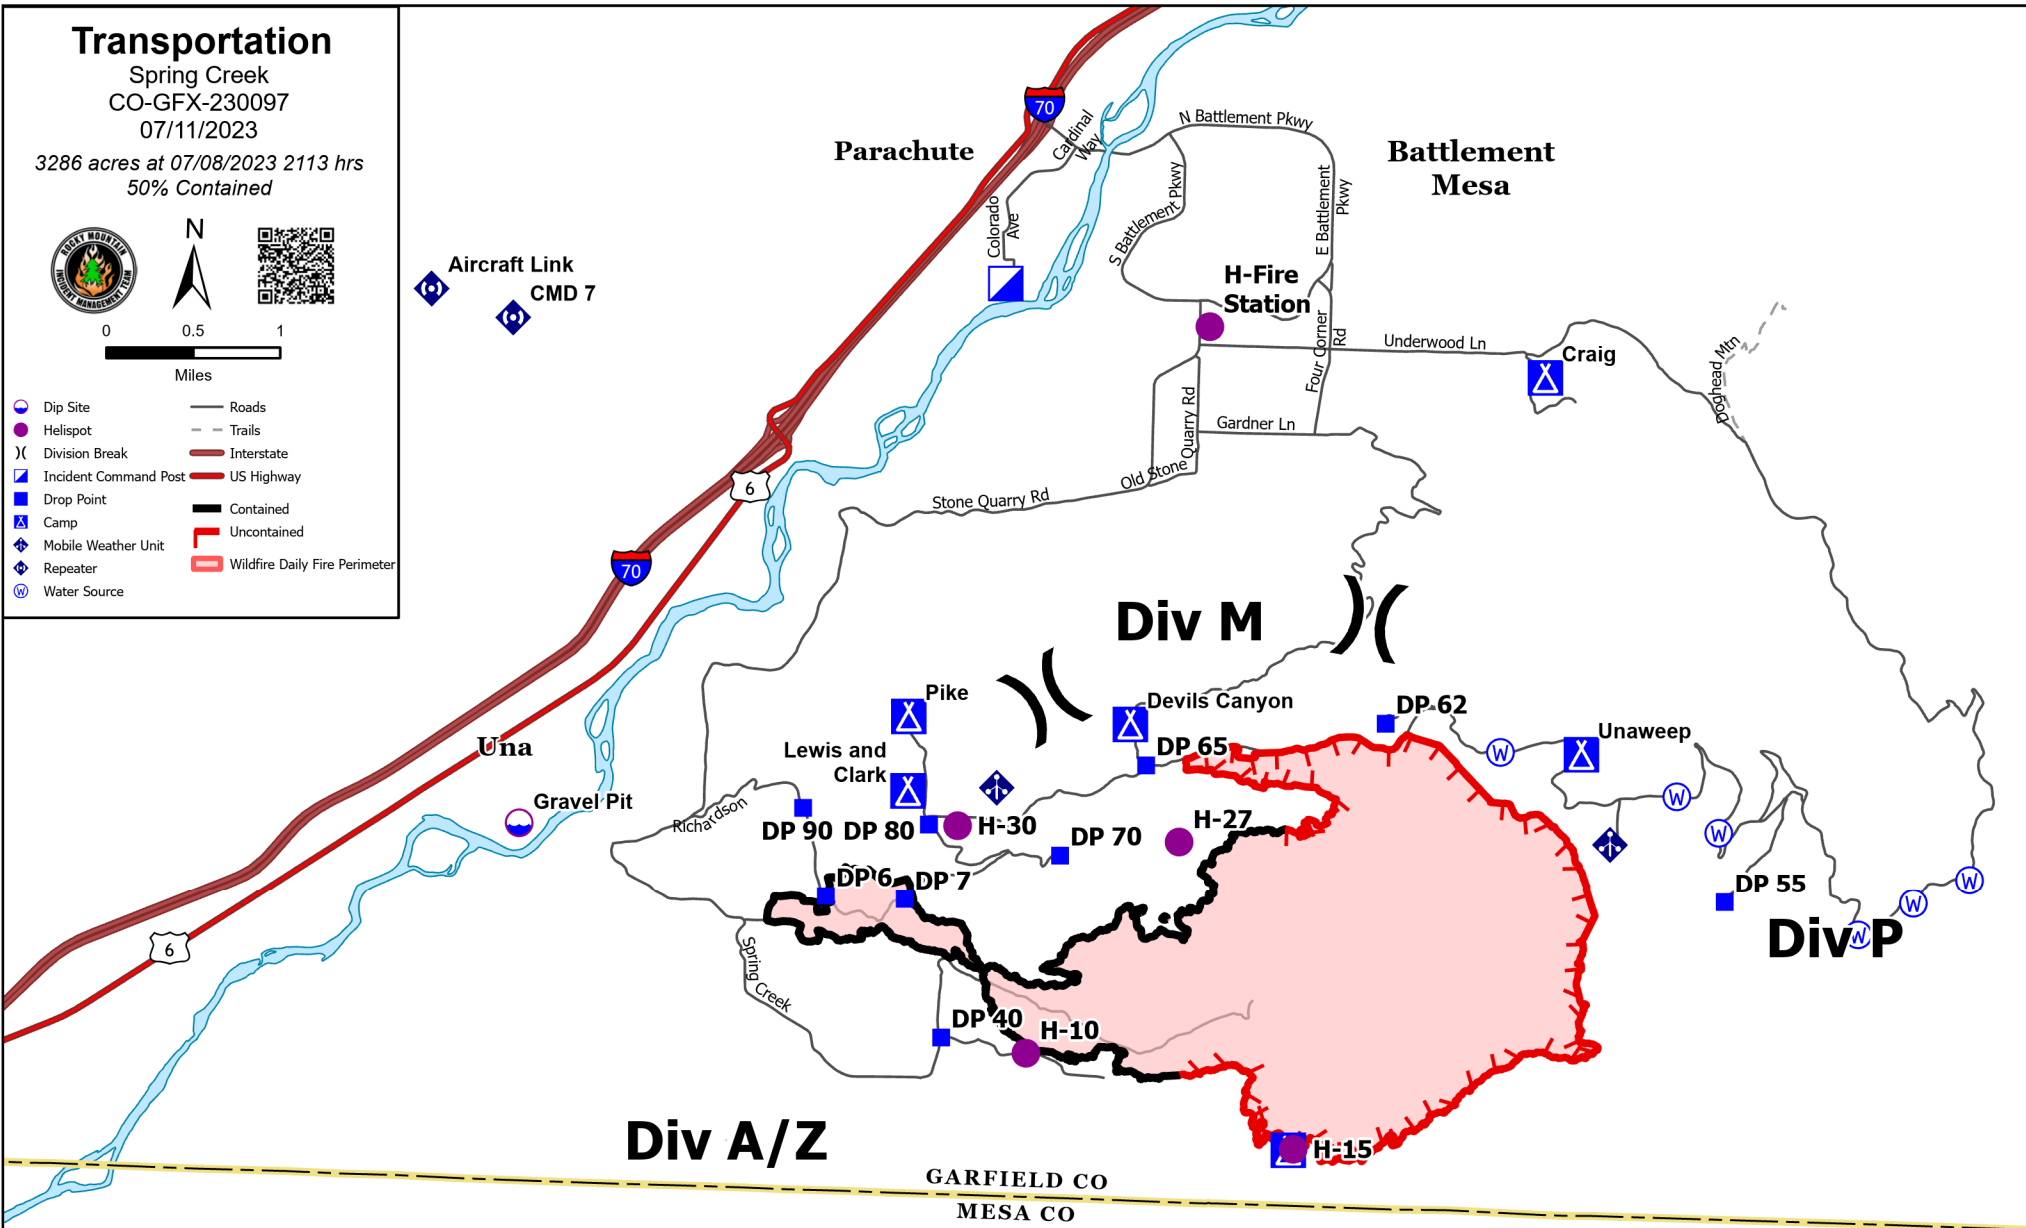 Transportation
Spring Creek
CO-GFX-230097
07/11/2023
3286 acres at 07/08/2023 2113 hrs
50% Contained
ROCKY MOUNTAIN
INCIDENT MANAGEMENT TEAM
N
0 0.5 1
Miles
Dip Site
Helispot
Division Break
Incident Command Post
Drop Point
Camp
Mobile Weather Unit
Repeater
Water Source
Roads
Trails
Interstate
US Highway
Contained
Uncontained
Wildfire Daily Fire Perimeter
Aircraft Link
CMD 7
Parachute
70
Cardinal
Way
N Battlement Pkwy
Battlement
Mesa
Colorado
Ave
S Battlement Pkwy
E Battlement
Pkwy
H-Fire
Station
Four Corner
Rd
Underwood Ln
Craig
Doghead Mtn
Quarry Rd
Gardner Ln
Old Stone
Stone Quarry Rd
6
70
Div M
Pike
Devils Canyon
DP 62
Unaweep
W
Una
Lewis and
Clark
DP 65
W
Gravel Pit
Richardson
DP 90
DP 80
H-30
H-27
W
DP 70
DP 6
DP 7
DP 55
W
W
W
Div P
6
Spring Creek
DP 40
H-10
Div A/Z
H-15
GARFIELD CO
MESA CO